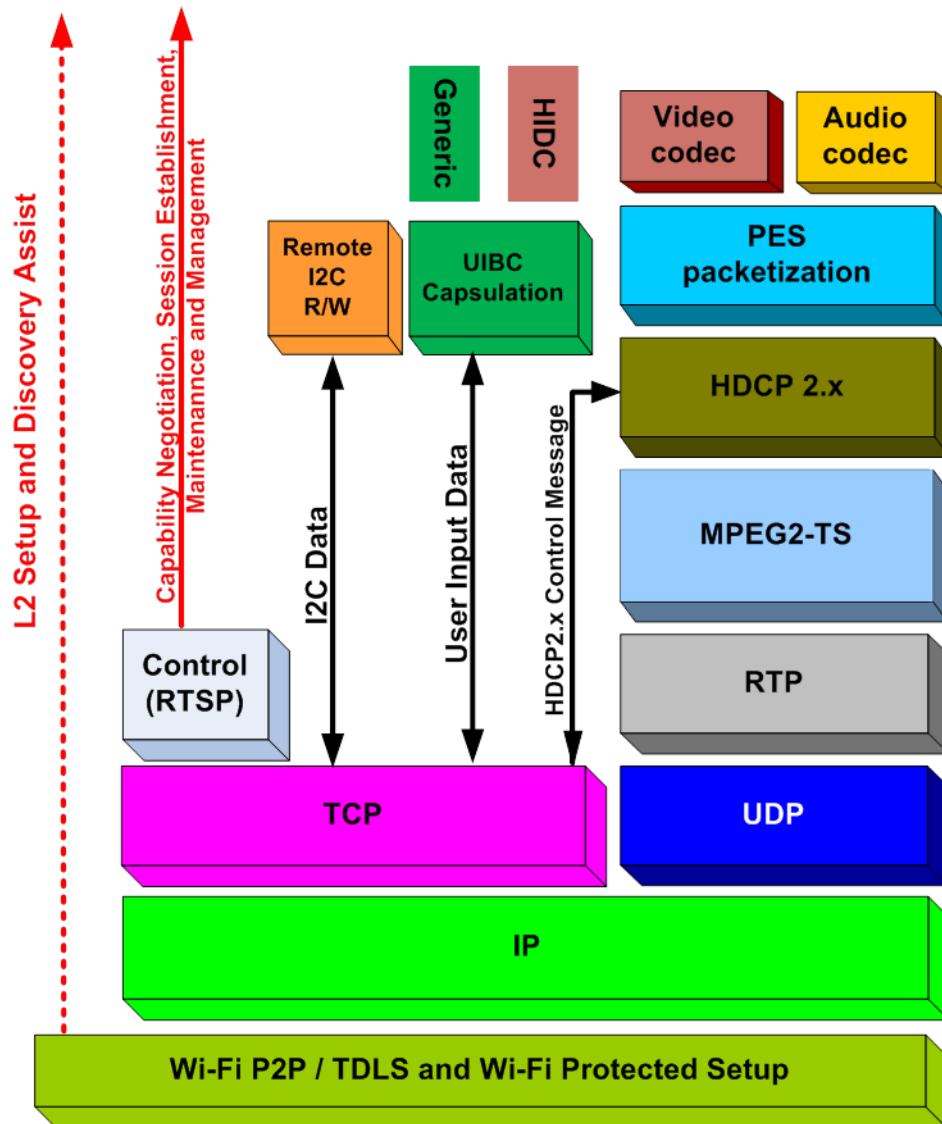 L2 Setup and Discovery Assist
Capability Negotiation, Session Establishment,
Maintenannce and Management
Generic
HIDC
Video
codec
Audio
codec
Remote
I2C
R/W
UIBC
Capsulation
PES
packetization
HDCP 2.x
I2C Data
User Input Data
HDCP2.x Control Message
MPEG2-TS
Control
(RTSP)
RTP
TCP
UDP
IP
Wi-Fi P2P / TDLS and Wi-Fi Protected Setup